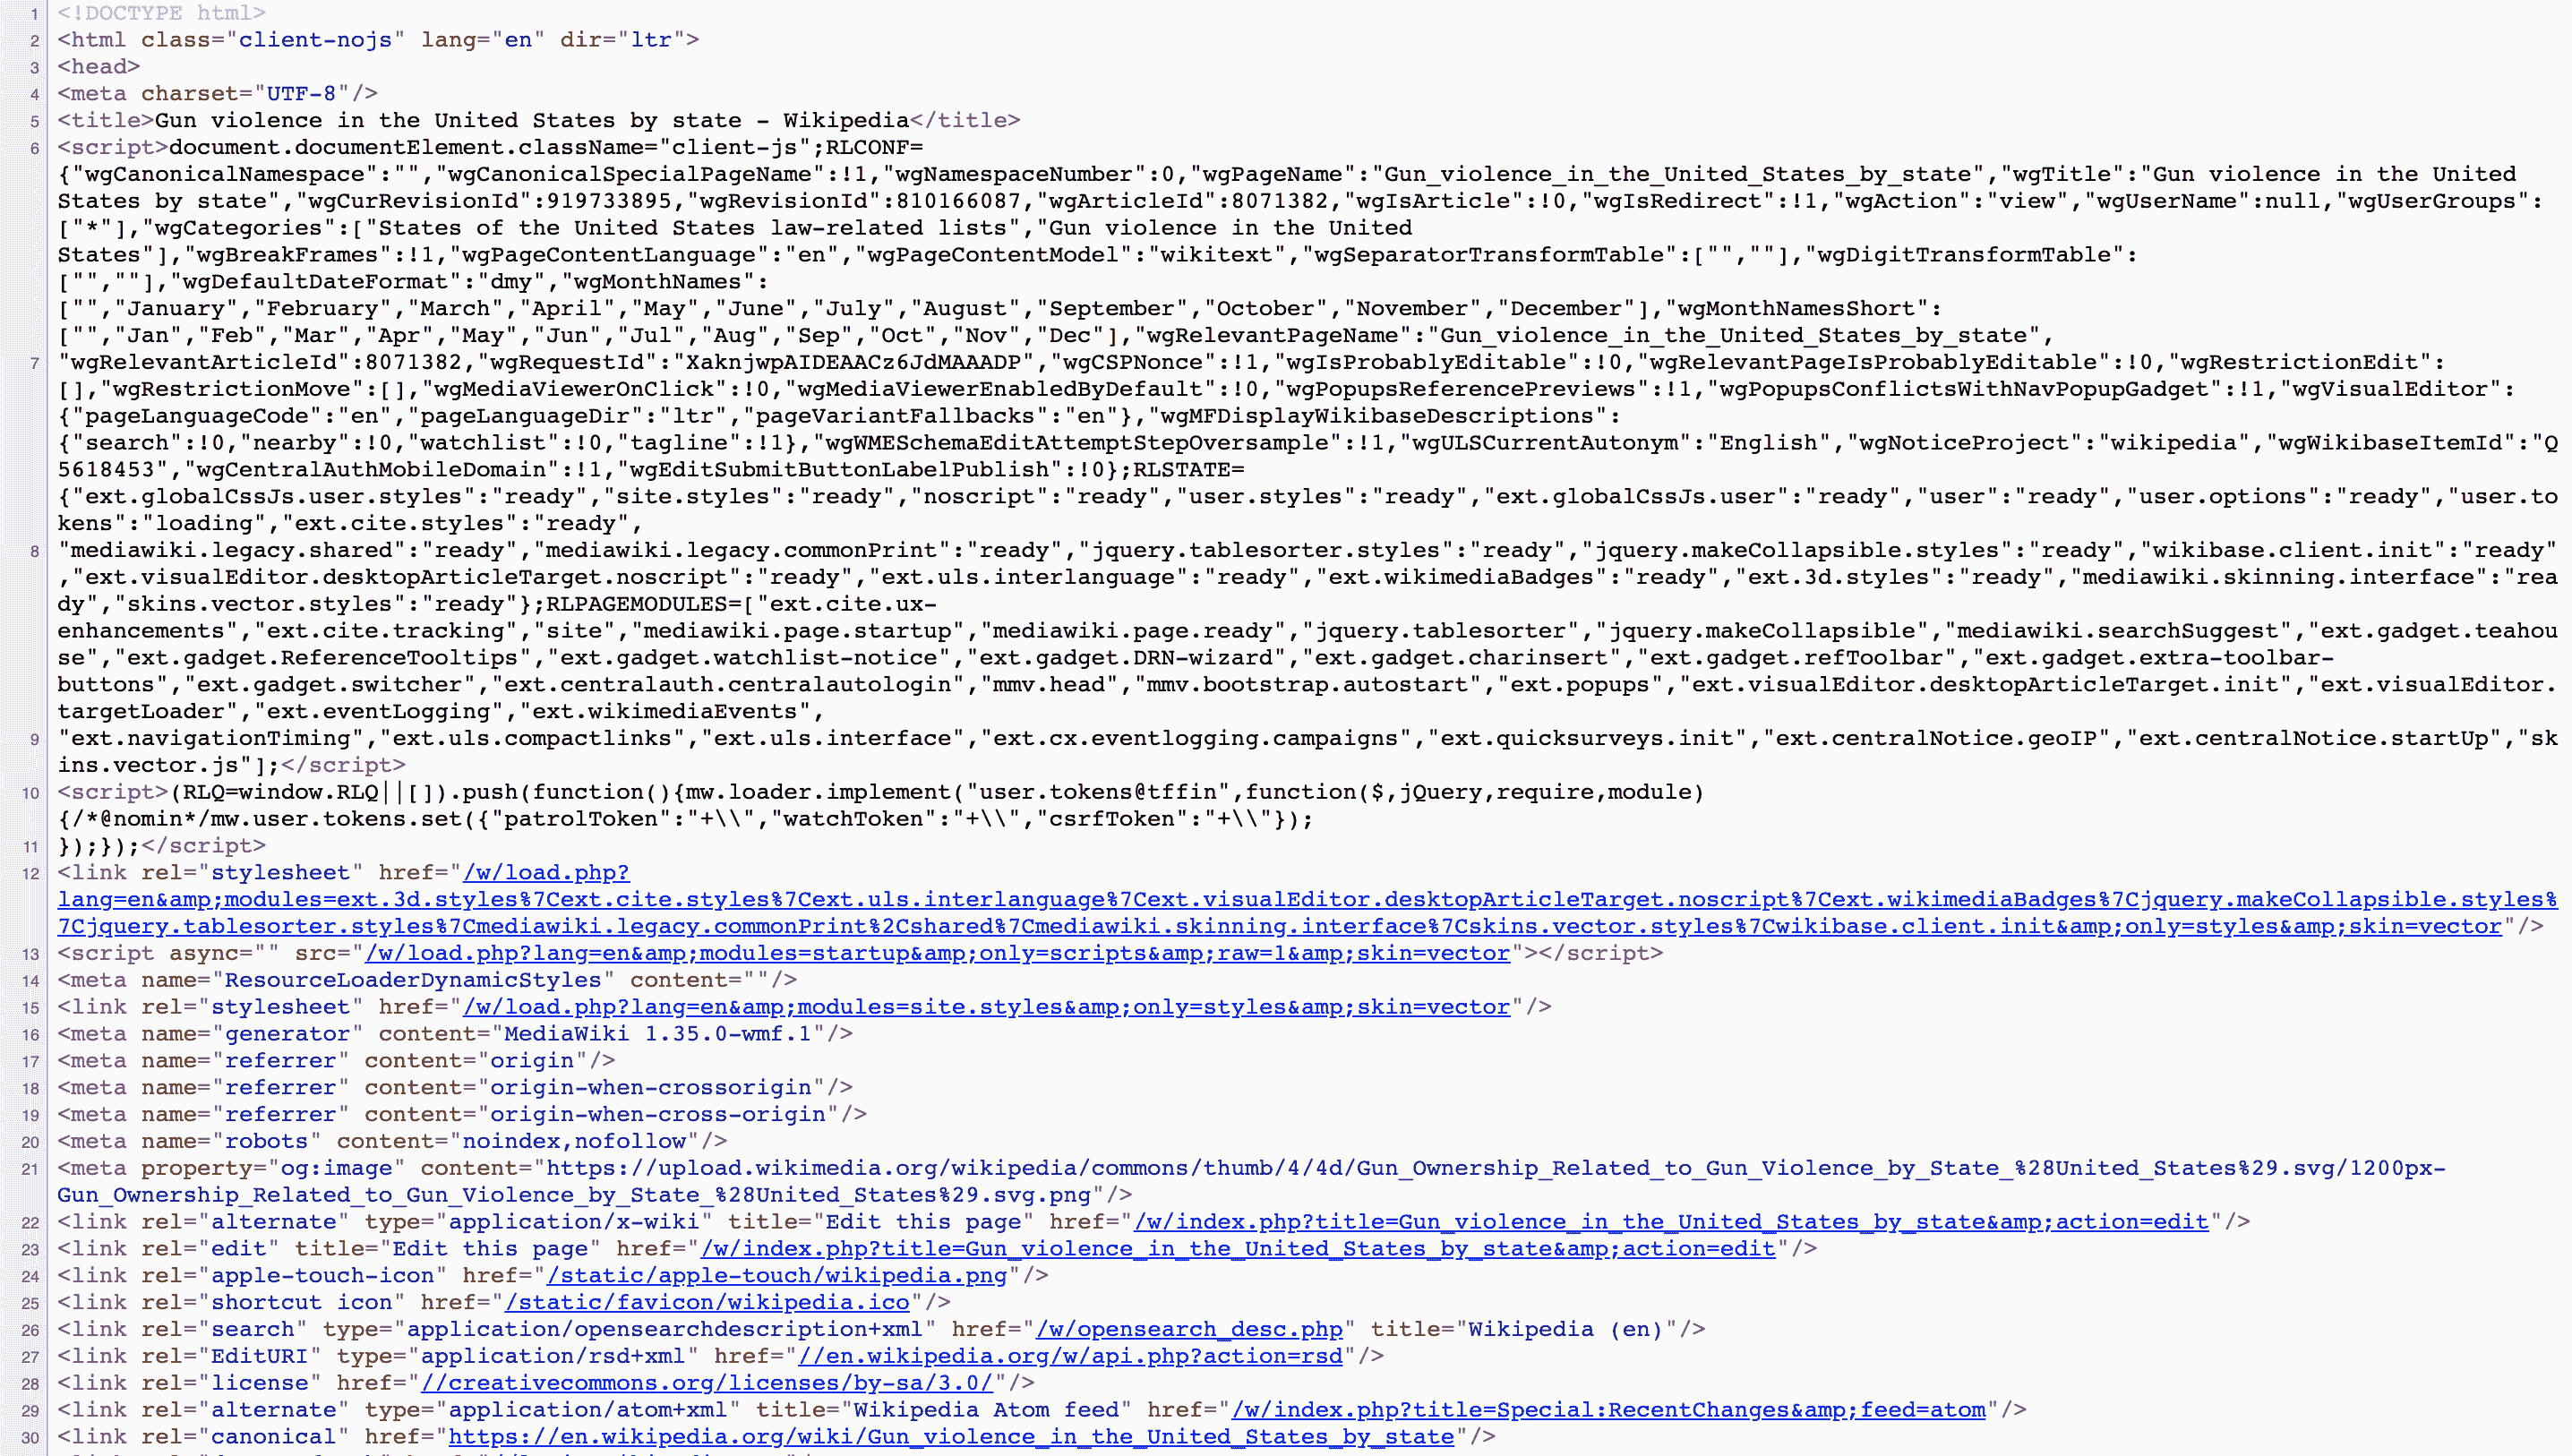 1 <!DOCTYPE html>
2 <html class="client-nojs" lang="en" dir="ltr">
3 <head>
4 <meta charset="UTF-8"/>
5 <title>Gun violence in the United States by state - Wikipedia</title>
6 <script>document.documentElement.className="client-js";RLCONF=
{"wgCanonicalNamespace":"","wgCanonicalSpecialPageName":!1,"wgNamespaceNumber":0,"wgPageName":"Gun_violence_in_the_United_States_by_state","wgTitle":"Gun violence in the United
States by state","wgCurRevisionId":919733895,"wgRevisionId":810166087,"wgArticleId":8071382,"wgIsArticle":!0,"wgIsRedirect":!1,"wgAction":"view","wgUserName":null,"wgUserGroups":
["*"],"wgCategories":["States of the United States law-related lists","Gun violence in the United
States"],"wgBreakFrames":!1,"wgPageContentLanguage":"en","wgPageContentModel":"wikitext","wgSeparatorTransformTable":["",""],"wgDigitTransformTable":
["",""],"wgDefaultDateFormat":"dmy","wgMonthNames":
["","January","February","March","April","May","June","July","August","September","October","November","December"],"wgMonthNamesShort":
["","Jan","Feb","Mar","Apr","May","Jun","Jul","Aug","Sep","Oct","Nov","Dec"],"wgRelevantPageName":"Gun_violence_in_the_United_States_by_state",
7 "wgRelevantArticleId":8071382,"wgRequestId":"XaknjwpAIDEAACz6JdMAAADP","wgCSPNonce":!1,"wgIsProbablyEditable":!0,"wgRelevantPageIsProbablyEditable":!0,"wgRestrictionEdit":
[],"wgRestrictionMove":[],"wgMediaViewerOnClick":!0,"wgMediaViewerEnabledByDefault":!0,"wgPopupsReferencePreviews":!1,"wgPopupsConflictsWithNavPopupGadget":!1,"wgVisualEditor":
{"pageLanguageCode":"en","pageLanguageDir":"ltr","pageVariantFallbacks":"en"},"wgMFDisplayWikibaseDescriptions":
{"search":!0,"nearby":!0,"watchlist":!0,"tagline":!1},"wgWMESchemaEditAttemptStepOversample":!1,"wgULSCurrentAutonym":"English","wgNoticeProject":"wikipedia","wgWikibaseItemId":"Q
5618453","wgCentralAuthMobileDomain":!1,"wgEditSubmitButtonLabelPublish":!0};RLSTATE=
{"ext.globalCssJs.user.styles":"ready","site.styles":"ready","noscript":"ready","user.styles":"ready","ext.globalCssJs.user":"ready","user":"ready","user.options":"ready","user.to
kens":"loading","ext.cite.styles":"ready",
8 "mediawiki.legacy.shared":"ready","mediawiki.legacy.commonPrint":"ready","jquery.tablesorter.styles":"ready","jquery.makeCollapsible.styles":"ready","wikibase.client.init":"ready"
,"ext.visualEditor.desktopArticleTarget.noscript":"ready","ext.uls.interlanguage":"ready","ext.wikimediaBadges":"ready","ext.3d.styles":"ready","mediawiki.skinning.interface":"rea
dy","skins.vector.styles":"ready"};RLPAGEMODULES=["ext.cite.ux-
enhancements","ext.cite.tracking","site","mediawiki.page.startup","mediawiki.page.ready","jquery.tablesorter","jquery.makeCollapsible","mediawiki.searchSuggest","ext.gadget.teahou
se","ext.gadget.ReferenceTooltips","ext.gadget.watchlist-notice","ext.gadget.DRN-wizard","ext.gadget.charinsert","ext.gadget.refToolbar","ext.gadget.extra-toolbar-
buttons","ext.gadget.switcher","ext.centralauth.centralautologin","mmv.head","mmv.bootstrap.autostart","ext.popups","ext.visualEditor.desktopArticleTarget.init","ext.visualEditor.
targetLoader","ext.eventLogging","ext.wikimediaEvents",
9 "ext.navigationTiming","ext.uls.compactlinks","ext.uls.interface","ext.cx.eventlogging.campaigns","ext.quicksurveys.init","ext.centralNotice.geoIP","ext.centralNotice.startUp","sk
ins.vector.js"];</script>
10 <script>(RLQ=window.RLQ||[]).push(function(){mw.loader.implement("user.tokens@tffin",function($,jQuery,require,module)
{/*@nomin*/mw.user.tokens.set({"patrolToken":"+\\","watchToken":"+\\","csrfToken":"+\\"});
11 });});</script>
12 <link rel="stylesheet" href="/w/load.php?
lang=en&amp;modules=ext.3d.styles%7Cext.cite.styles%7Cext.uls.interlanguage%7Cext.visualEditor.desktopArticleTarget.noscript%7Cext.wikimediaBadges%7Cjquery.makeCollapsible.styles%
7Cjquery.tablesorter.styles%7Cmediawiki.legacy.commonPrint%2Cshared%7Cmediawiki.skinning.interface%7Cskins.vector.styles%7Cwikibase.client.init&amp;only=styles&amp;skin=vector"/>
13 <script async="" src="/w/load.php?lang=en&amp;modules=startup&amp;only=scripts&amp;raw=1&amp;skin=vector"></script>
14 <meta name="ResourceLoaderDynamicStyles" content=""/>
15 <link rel="stylesheet" href="/w/load.php?lang=en&amp;modules=site.styles&amp;only=styles&amp;skin=vector"/>
16 <meta name="generator" content="MediaWiki 1.35.0-wmf.1"/>
17 <meta name="referrer" content="origin"/>
18 <meta name="referrer" content="origin-when-crossorigin"/>
19 <meta name="referrer" content="origin-when-cross-origin"/>
20 <meta name="robots" content="noindex,nofollow"/>
21 <meta property="og:image" content="https://upload.wikimedia.org/wikipedia/commons/thumb/4/4d/Gun_Ownership_Related_to_Gun_Violence_by_State_%28United_States%29.svg/1200px-
Gun_Ownership_Related_to_Gun_Violence_by_State_%28United_States%29.svg.png"/>
22 <link rel="alternate" type="application/x-wiki" title="Edit this page" href="/w/index.php?title=Gun_violence_in_the_United_States_by_state&amp;action=edit"/>
23 <link rel="edit" title="Edit this page" href="/w/index.php?title=Gun_violence_in_the_United_States_by_state&amp;action=edit"/>
24 <link rel="apple-touch-icon" href="/static/apple-touch/wikipedia.png"/>
25 <link rel="shortcut icon" href="/static/favicon/wikipedia.ico"/>
26 <link rel="search" type="application/opensearchdescription+xml" href="/w/opensearch_desc.php" title="Wikipedia (en)"/>
27 <link rel="EditURI" type="application/rsd+xml" href="//en.wikipedia.org/w/api.php?action=rsd"/>
28 <link rel="license" href="//creativecommons.org/licenses/by-sa/3.0/"/>
29 <link rel="alternate" type="application/atom+xml" title="Wikipedia Atom feed" href="/w/index.php?title=Special:RecentChanges&amp;feed=atom"/>
30 <link rel="canonical" href="https://en.wikipedia.org/wiki/Gun_violence_in_the_United_States_by_state"/>